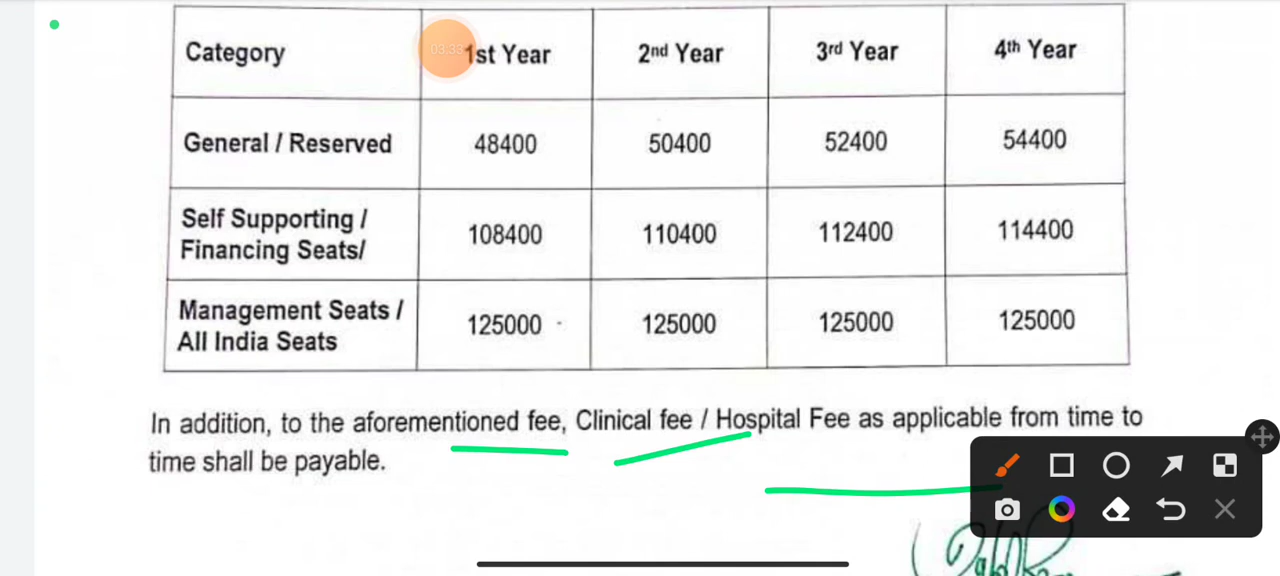 Category 1st Year 2nd Year 3rd Year 4th Year
General / Reserved 48400 50400 52400 54400
Self Supporting /
Financing Seats/ 108400 110400 112400 114400
Management Seats /
All India Seats 125000 125000 125000 125000
In addition, to the aforementioned fee, Clinical fee / Hospital Fee as applicable from time to
time shall be payable.